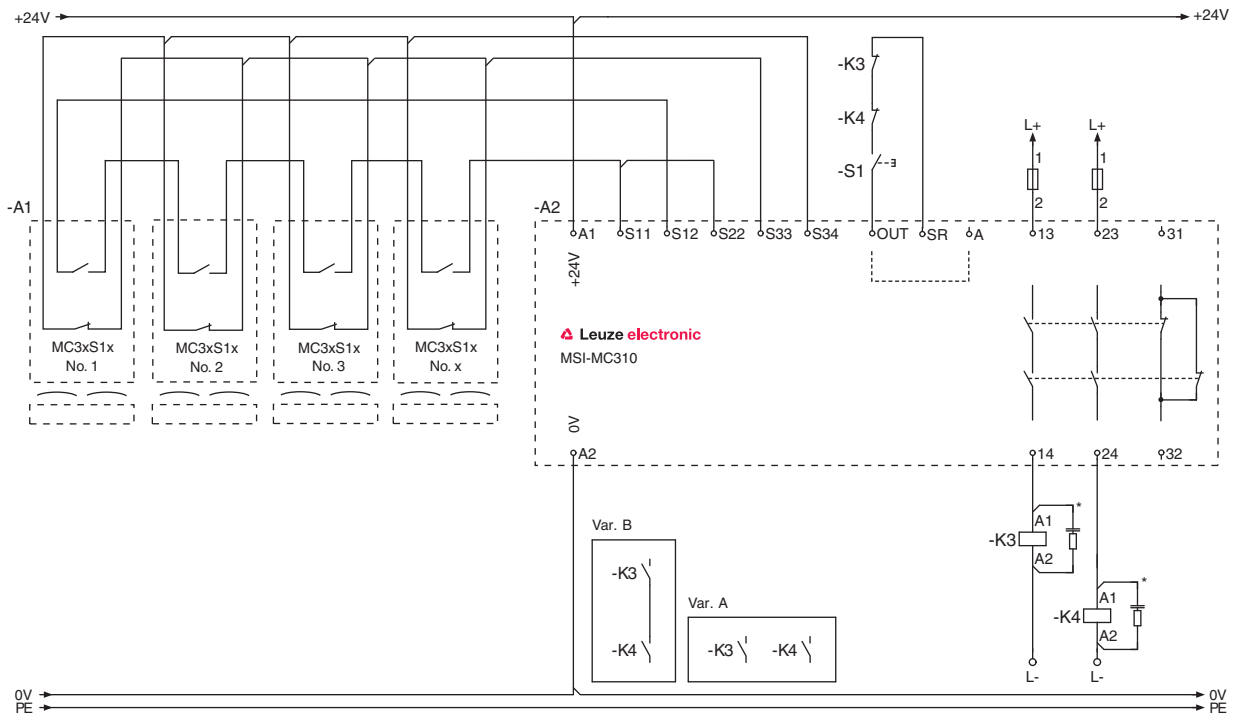 +24V
+24V
-K3
-K4
-S1
L+
L+
1
1
2
2
-A1
-A2
A1
S11
S12
S22
S33
S34
OUT
SR
A
13
23
31
+24V
Leuze electronic
MSI-MC310
MC3xS1x
No. 1
MC3xS1x
No. 2
MC3xS1x
No. 3
MC3xS1x
No. x
0V
A2
14
24
32
*
A1
-K3
A2
*
A1
-K4
A2
L-
L-
Var. B
-K3
-K4
Var. A
-K3
-K4
0V
0V
PE
PE